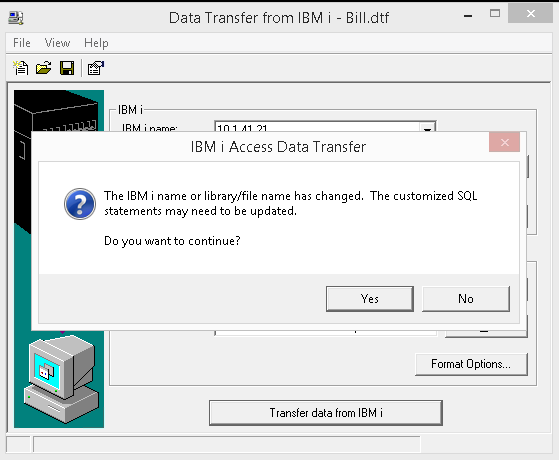 Data Transfer from IBM i - Bill.dtf
File View Help
IBM i
IBM i name: 10.1.41.21
IBM i Access Data Transfer
The IBM i name or library/file name has changed. The customized SQL
statements may need to be updated.
Do you want to continue?
Yes No
Format Options...
Transfer data from IBM i